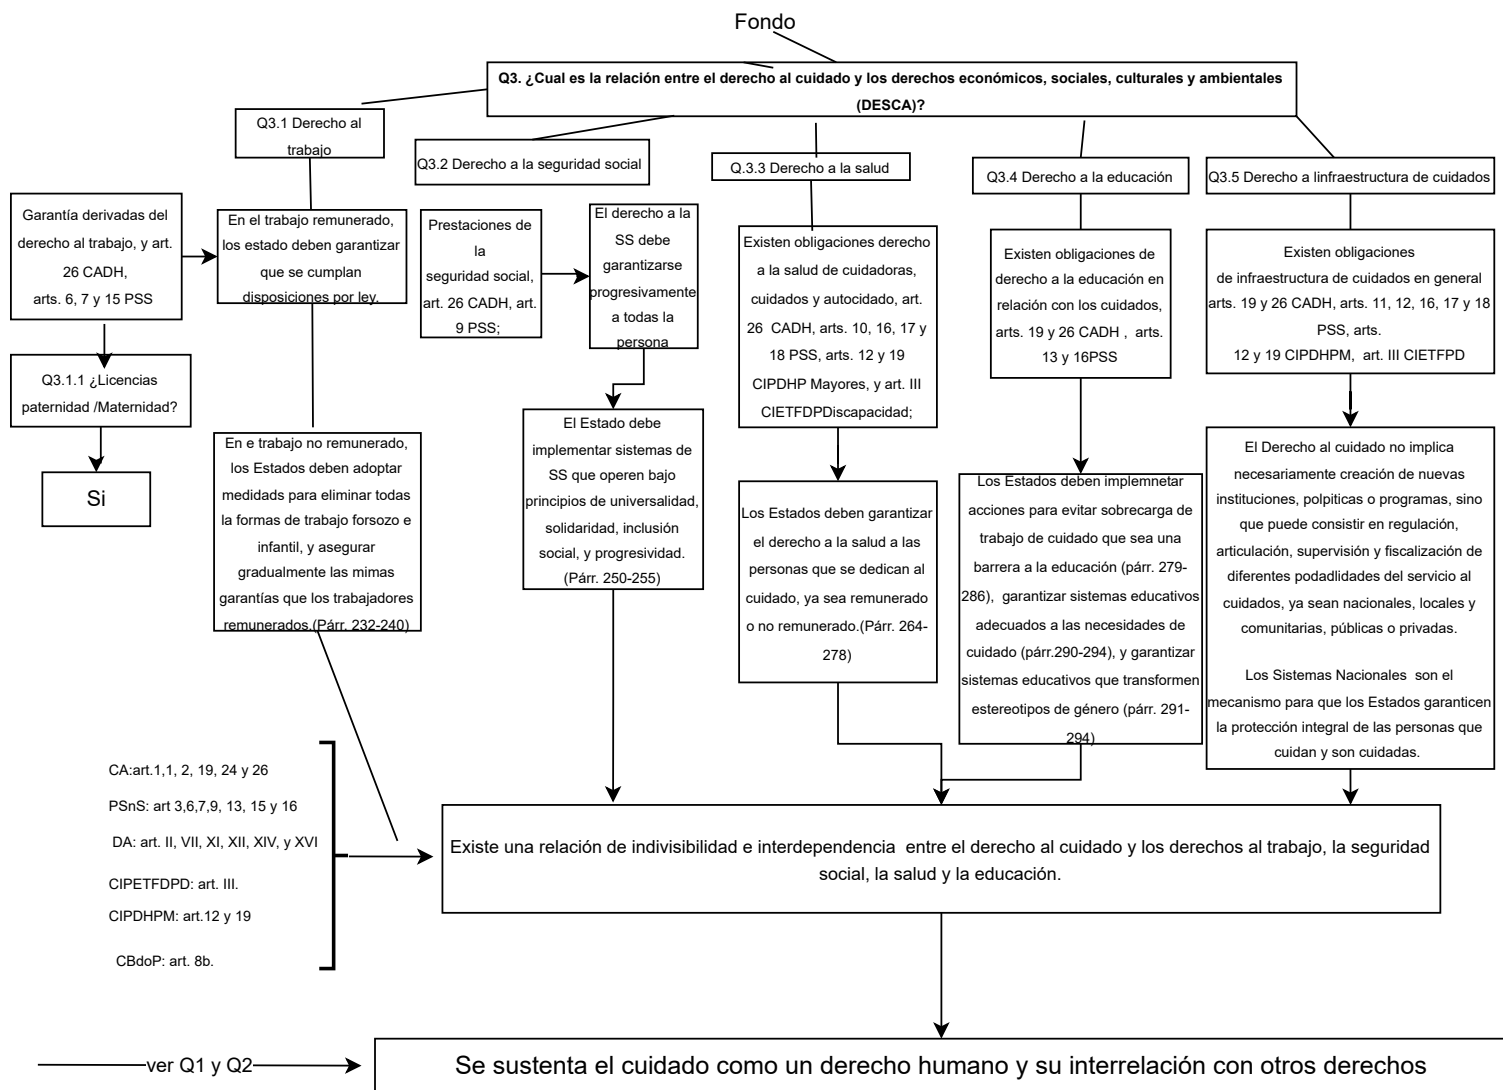 Fondo
Q3. ¿Cual es la relación entre el derecho al cuidado y los derechos económicos, sociales, culturales y ambientales
(DESCA)?
Q3.1 Derecho al
trabajo
Q3.2 Derecho a la seguridad social
Q.3.3 Derecho a la salud
Q3.4 Derecho a la educación
Q3.5 Derecho a linfraestructura de cuidados
Garantía derivadas del
derecho al trabajo, y art.
26 CADH,
arts. 6, 7 y 15 PSS
En el trabajo remunerado,
los estado deben garantizar
que se cumplan
disposiciones por ley.
Prestaciones de
la
seguridad social,
art. 26 CADH, art.
9 PSS;
El derecho a la
SS debe
garantizarse
progresivamente
a todas la
persona
Existen obligaciones derecho
a la salud de cuidadoras,
cuidados y autocidado, art.
26 CADH, arts. 10, 16, 17 y
18 PSS, arts. 12 y 19
CIPDHP Mayores, y art. III
CIETFDPDiscapacidad;
Existen obligaciones de
derecho a la educación en
relación con los cuidados,
arts. 19 y 26 CADH , arts.
13 y 16PSS
Existen obligaciones
de infraestructura de cuidados en general
arts. 19 y 26 CADH, arts. 11, 12, 16, 17 y 18
PSS, arts.
12 y 19 CIPDHPM, art. III CIETFPD
Q3.1.1 ¿Licencias
paternidad /Maternidad?
Si
En e trabajo no remunerado,
los Estados deben adoptar
medidads para eliminar todas
la formas de trabajo forsozo e
infantil, y asegurar
gradualmente las mimas
garantías que los trabajadores
remunerados.(Párr. 232-240)
El Estado debe
implementar sistemas de
SS que operen bajo
principios de universalidad,
solidaridad, inclusión
social, y progresividad.
(Párr. 250-255)
Los Estados deben garantizar
el derecho a la salud a las
personas que se dedican al
cuidado, ya sea remunerado
o no remunerado.(Párr. 264-
278)
Los Estados deben implemnetar
acciones para evitar sobrecarga de
trabajo de cuidado que sea una
barrera a la educación (párr. 279-
286), garantizar sistemas educativos
adecuados a las necesidades de
cuidado (párr.290-294), y garantizar
sistemas educativos que transformen
estereotipos de género (párr. 291-
294)
El Derecho al cuidado no implica
necesariamente creación de nuevas
instituciones, polpiticas o programas, sino
que puede consistir en regulación,
articulación, supervisión y fiscalización de
diferentes podadlidades del servicio al
cuidados, ya sean nacionales, locales y
comunitarias, públicas o privadas.
Los Sistemas Nacionales son el
mecanismo para que los Estados garanticen
la protección integral de las personas que
cuidan y son cuidadas.
CA:art.1,1, 2, 19, 24 y 26
PSnS: art 3,6,7,9, 13, 15 y 16
DA: art. II, VII, XI, XII, XIV, y XVI
CIPETFDPD: art. III.
CIPDHPM: art.12 y 19
CBdoP: art. 8b.
Existe una relación de indivisibilidad e interdependencia entre el derecho al cuidado y los derechos al trabajo, la seguridad
social, la salud y la educación.
ver Q1 y Q2
Se sustenta el cuidado como un derecho humano y su interrelación con otros derechos